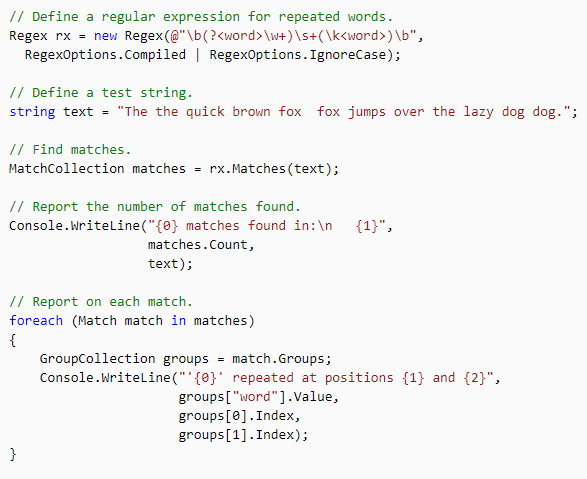 // Define a regular expression for repeated words.
Regex rx = new Regex(@"\b(?<word>\w+)\s+(\k<word>)\b",
  RegexOptions.Compiled | RegexOptions.IgnoreCase);

// Define a test string.
string text = "The the quick brown fox  fox jumps over the lazy dog dog.";

// Find matches.
MatchCollection matches = rx.Matches(text);

// Report the number of matches found.
Console.WriteLine("{0} matches found in:\n   {1}",
                  matches.Count,
                  text);

// Report on each match.
foreach (Match match in matches)
{
    GroupCollection groups = match.Groups;
    Console.WriteLine("'{0}' repeated at positions {1} and {2}",
                      groups["word"].Value,
                      groups[0].Index,
                      groups[1].Index);
}